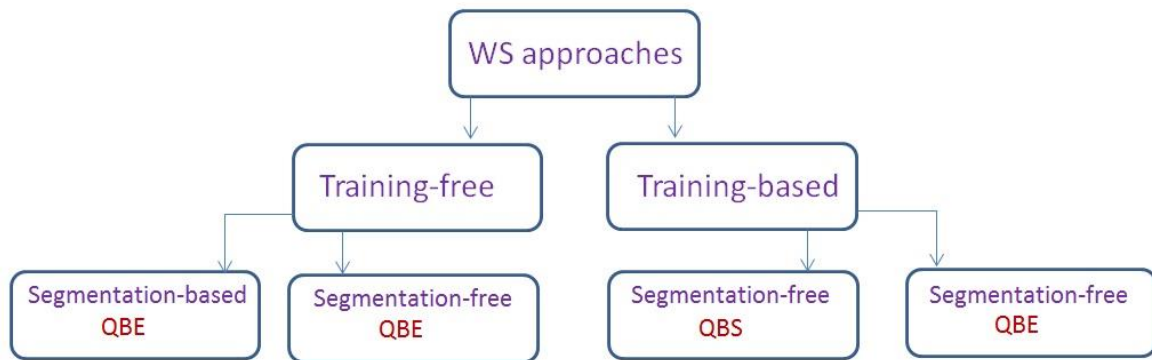 WS approaches
Training-free
Training-based
Segmentation-based
QBE
Segmentation-free
QBE
Segmentation-free
QBS
Segmentation-free
QBE